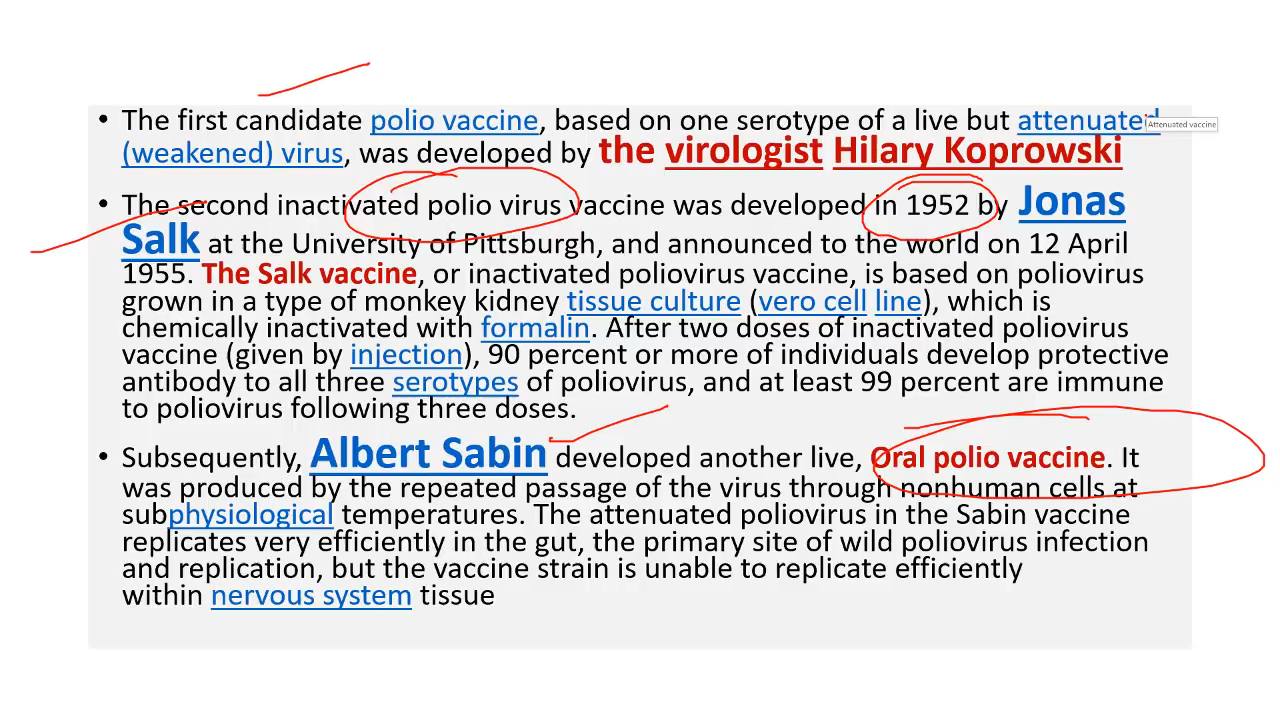 • The first candidate polio vaccine, based on one serotype of a live but attenuated
Attenuated vaccine
(weakened) virus, was developed by the virologist Hilary Koprowski
• The second inactivated polio virus vaccine was developed in 1952 by Jonas
Salk at the University of Pittsburgh, and announced to the world on 12 April
1955. The Salk vaccine, or inactivated poliovirus vaccine, is based on poliovirus
grown in a type of monkey kidney tissue culture (vero cell line), which is
chemically inactivated with formalin. After two doses of inactivated poliovirus
vaccine (given by injection), 90 percent or more of individuals develop protective
antibody to all three serotypes of poliovirus, and at least 99 percent are immune
to poliovirus following three doses.
• Subsequently, Albert Sabin developed another live, Oral polio vaccine. It
was produced by the repeated passage of the virus through nonhuman cells at
subphysiological temperatures. The attenuated poliovirus in the Sabin vaccine
replicates very efficiently in the gut, the primary site of wild poliovirus infection
and replication, but the vaccine strain is unable to replicate efficiently
within nervous system tissue